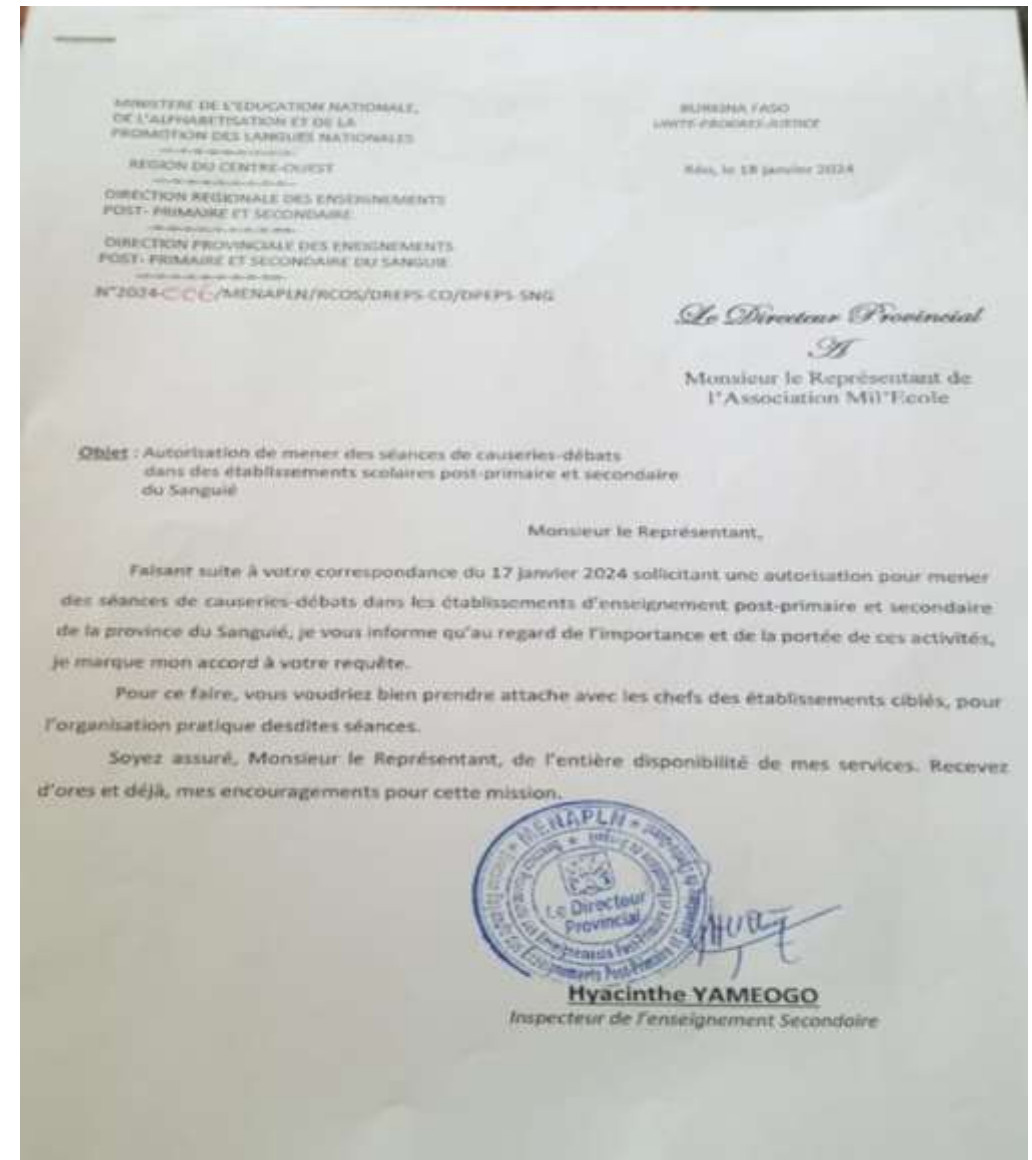 MINISTERE DE L'EDUCATION NATIONALE,
DE L'ALPHABETISATION ET DE LA
PROMOTION DES LANGUES NATIONALES
REGION DU CENTRE-OUEST
DIRECTION REGIONALE DES ENSEIGNEMENTS
POST- PRIMAIRE ET SECONDAIRE
DIRECTION PROVINCIALE DES ENEIGNEMENTS
POST- PRIMAIRE ET SECONDAIRE DU SANGUIE
N°2024- /MENAPLN/RCOS/DREPS-CO/DPEPS-SNG
BURKINA FASO
UNITE-PROGRES-JUSTICE
Réo, le 18 janvier 2024
Le Directeur Provincial
A
Monsieur le Représentant de
l'Association Mil'Ecole
Objet : Autorisation de mener des séances de causeries-débats
dans des établissements scolaires post-primaire et secondaire
du Sanguié
Monsieur le Représentant,
Faisant suite à votre correspondance du 17 janvier 2024 sollicitant une autorisation pour mener
des séances de causeries-débats dans les établissements d'enseignement post-primaire et secondaire
de la province du Sanguié, je vous informe qu'au regard de l'importance et de la portée de ces activités,
je marque mon accord à votre requête.
Pour ce faire, vous voudriez bien prendre attache avec les chefs des établissements ciblés, pour
l'organisation pratique desdites séances.
Soyez assuré, Monsieur le Représentant, de l'entière disponibilité de mes services. Recevez
d'ores et déjà, mes encouragements pour cette mission.
MENAPLN
Le Directeur
Provincial
Hyacinthe YAMEOGO
Inspecteur de l'enseignement Secondaire